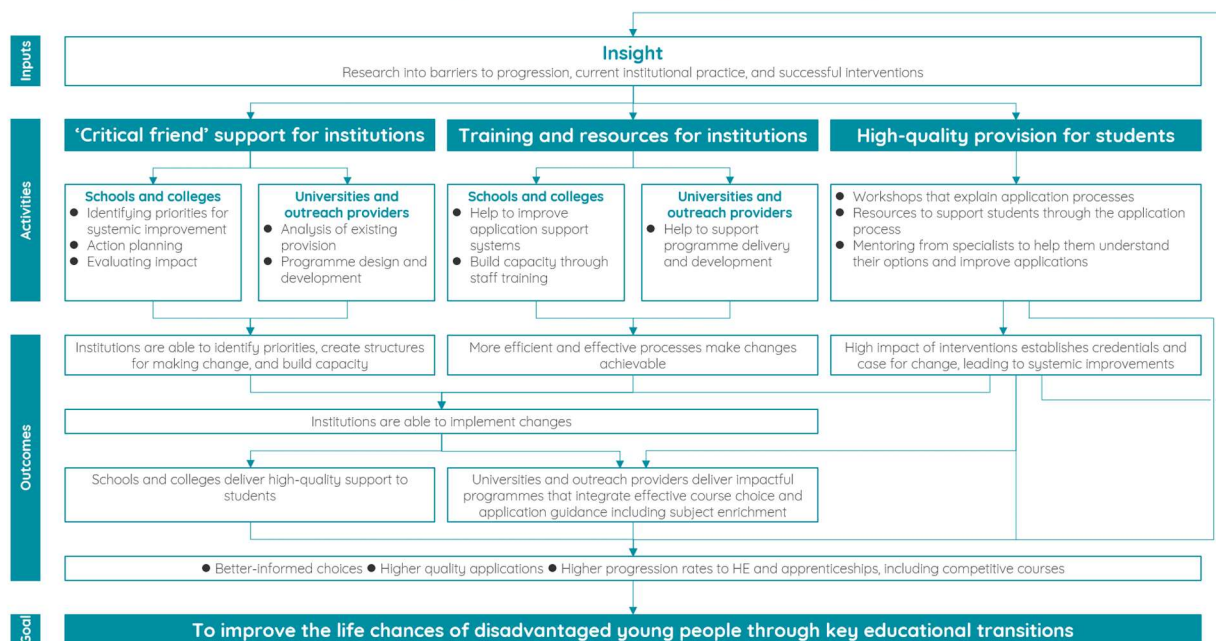 Inputs
Insight
Research into barriers to progression, current institutional practice, and successful interventions
Activities
‘Critical friend’ support for institutions
Training and resources for institutions
High-quality provision for students
Schools and colleges
● Identifying priorities for
systemic improvement
● Action planning
● Evaluating impact
Universities and
outreach providers
● Analysis of existing
provision
● Programme design and
development
Schools and colleges
● Help to improve
application support
systems
● Build capacity through
staff training
Universities and
outreach providers
● Help to support
programme delivery
and development
● Workshops that explain application processes
● Resources to support students through the application
process
● Mentoring from specialists to help them understand
their options and improve applications
Outcomes
Institutions are able to identify priorities, create structures
for making change, and build capacity
More efficient and effective processes make changes
achievable
High impact of interventions establishes credentials and
case for change, leading to systemic improvements
Institutions are able to implement changes
Schools and colleges deliver high-quality support to
students
Universities and outreach providers deliver impactful
programmes that integrate effective course choice and
application guidance including subject enrichment
● Better-informed choices ● Higher quality applications ● Higher progression rates to HE and apprenticeships, including competitive courses
Goal
To improve the life chances of disadvantaged young people through key educational transitions